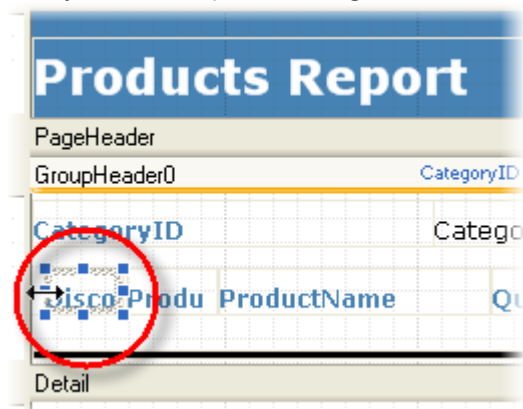 Products Report
PageHeader
GroupHeader0 CategoryID
CategoryID Catego
Disco Produ ProductName Qu
Detail